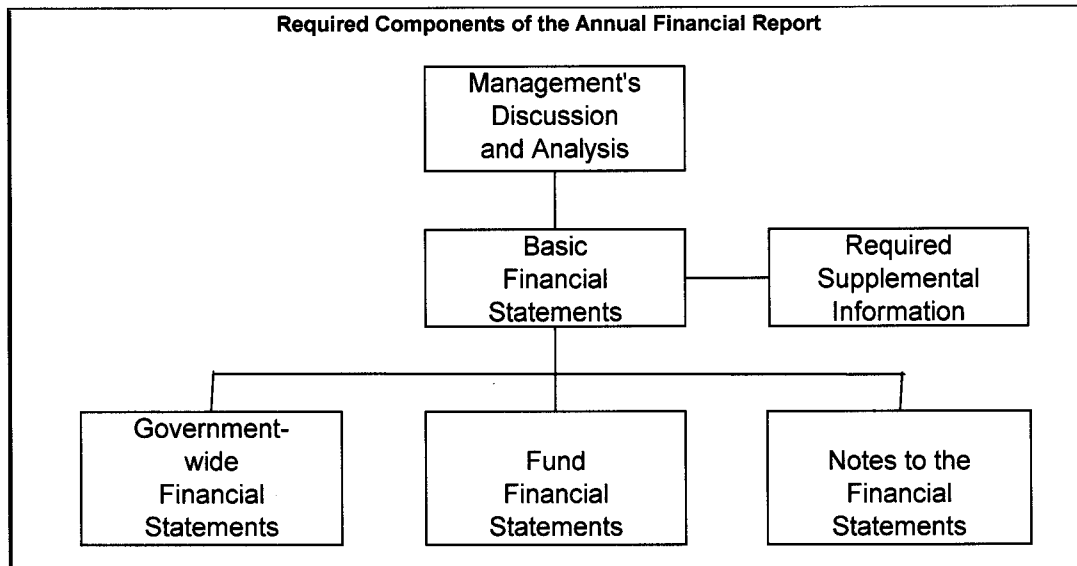 Required Components of the Annual Financial Report
Management's
Discussion
and Analysis
Basic
Financial
Statements
Required
Supplemental
Information
Government-
wide
Financial
Statements
Fund
Financial
Statements
Notes to the
Financial
Statements